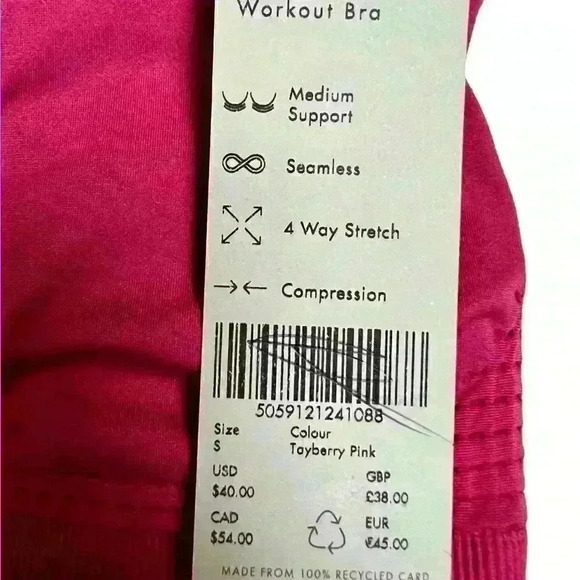 Workout Bra
Medium
Support
Seamless
4 Way Stretch
Compression
5059121241088
Size
S
Colour
Tayberry Pink
USD
$40.00
GBP
£38.00
CAD
$54.00
EUR
€45.00
MADE FROM 100% RECYCLED CARD